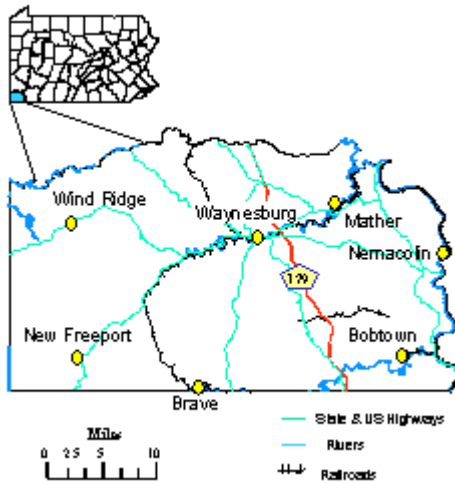 Wind Ridge
Waynesburg
Mather
Nemacolin
179
New Freeport
Bobtown
Brave
Miles
0 2.5 5 10
State & US Highways
Rivers
Railroads